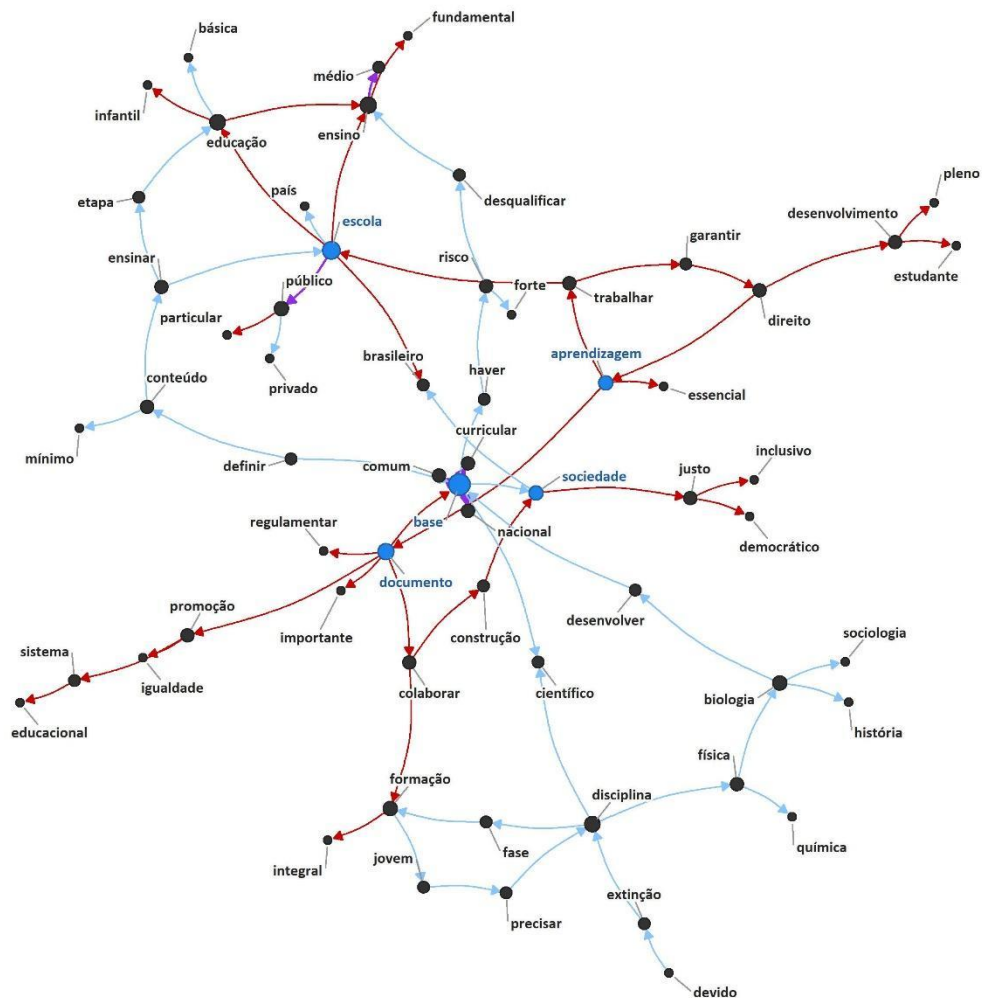 fundamental
básica
médio
infantil
ensino
educação
país
desqualificar
pleno
etapa
escola
desenvolvimento
garantir
ensinar
risco
público
forte
trabalhar
estudante
particular
direito
brasileiro
aprendizagem
privado
haver
conteúdo
essencial
curricular
mínimo
definir
comum
sociedade
justo
inclusivo
base
regulamentar
nacional
democrático
documento
promoção
importante
construção
desenvolver
sociologia
sistema
igualdade
colaborar
científico
biologia
educacional
história
física
formação
disciplina
jovem
fase
química
integral
extinção
precisar
devido